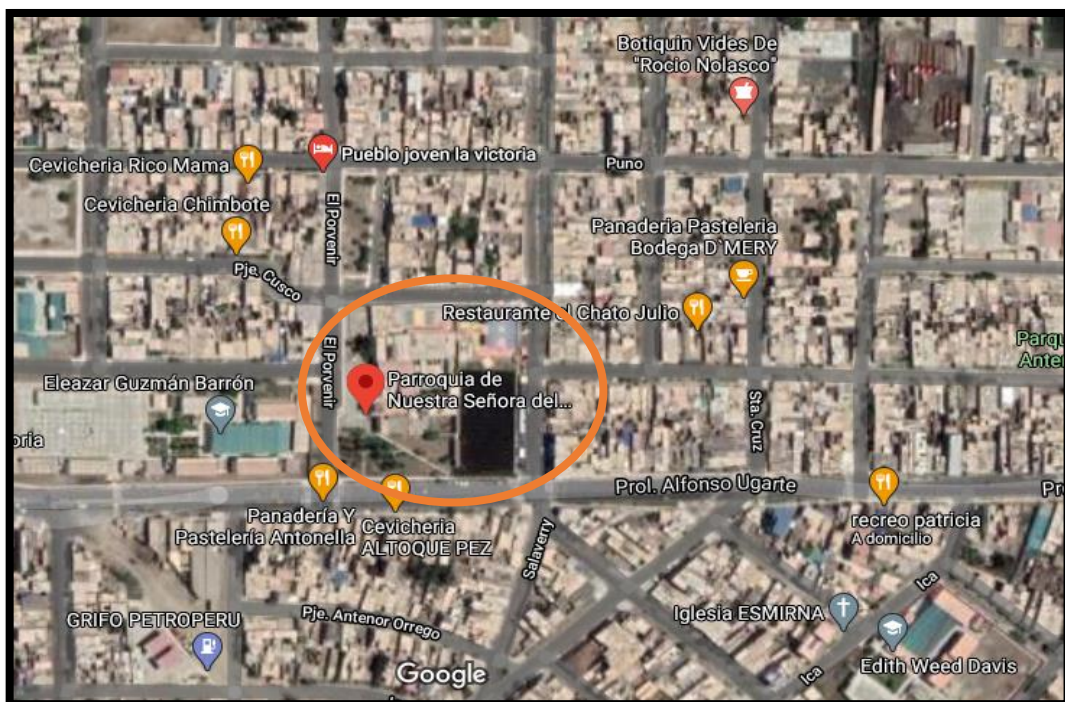 Botiquin Vides De
"Rocio Nolasco"
Cevicheria Rico Mama
Pueblo joven la victoria
Puno
Cevicheria Chimbote
El Porvenir
Panaderia Pasteleria
Bodega D`MERY
Pje. Cusco
Restaurante el Chato Julio
El Porvenir
Parqu
Anter
Eleazar Guzmán Barrón
Parroquia de
Nuestra Señora del...
Sta. Cruz
oria
Prol. Alfonso Ugarte
Pr
Panadería Y
Pastelería Antonella
Cevicheria
ALTOQUE PEZ
Salaverry
recreo patricia
A domicilio
Ica
GRIFO PETROPERU
Pje. Antenor Orrego
Iglesia ESMIRNA
Google
Ica
Edith Weed Davis